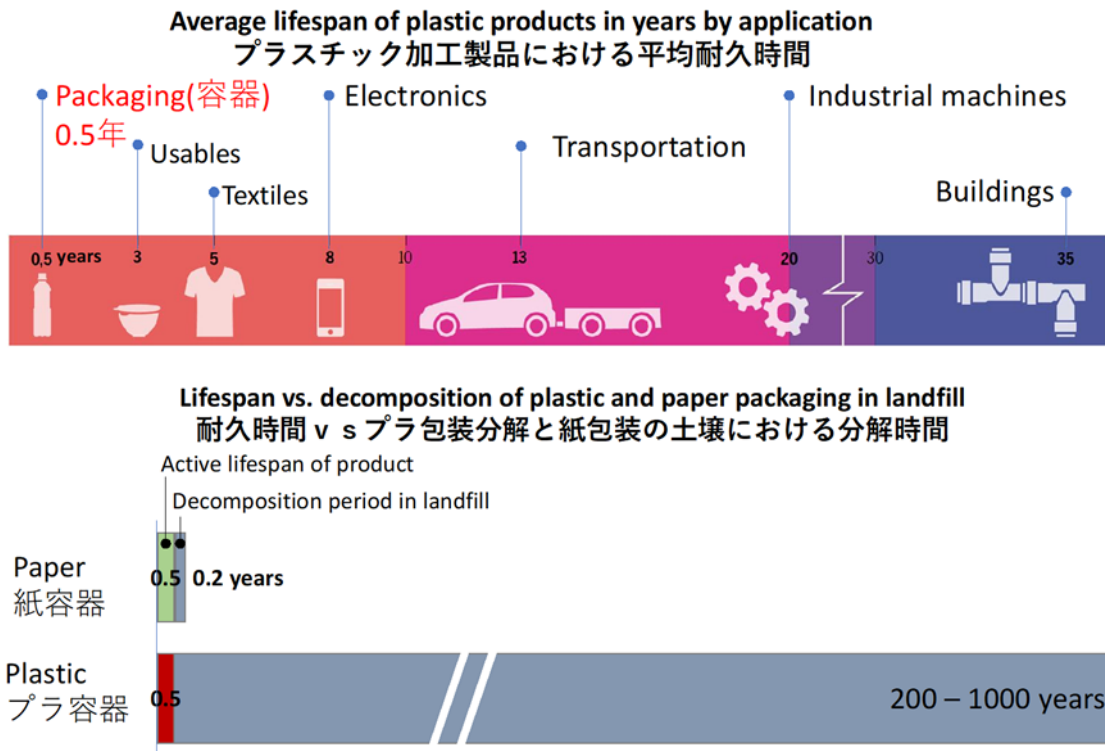 Average lifespan of plastic products in years by application
プラスチック加工製品における平均耐久時間
Packaging(容器)
0.5年
Usables
Textiles
Electronics
Transportation
Industrial machines
Buildings
0,5 years 3 5 8 10 13 20 30 35
Lifespan vs. decomposition of plastic and paper packaging in landfill
耐久時間ｖｓプラ包装分解と紙包装の土壌における分解時間
Active lifespan of product
Decomposition period in landfill
Paper
紙容器
0.5 0.2 years
Plastic
プラ容器
0.5
200 – 1000 years